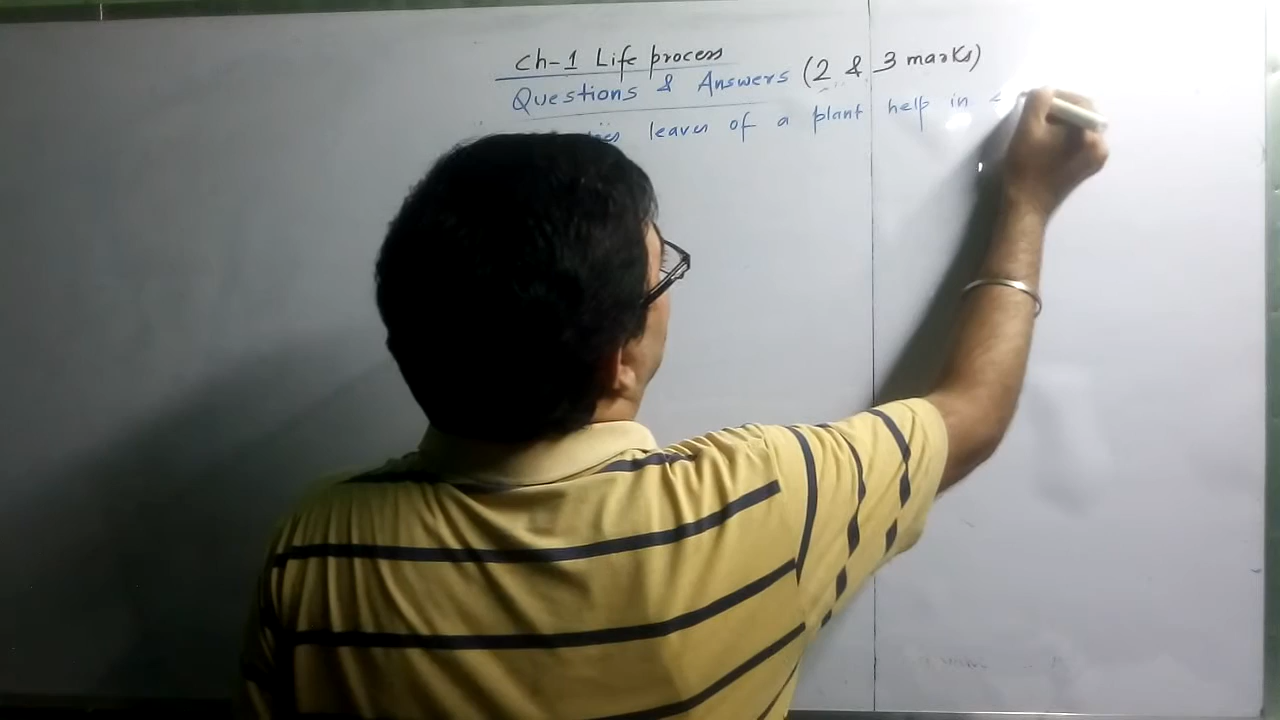 Ch-1 Life process
Questions & Answers (2 & 3 marks)
leaves of a plant help in